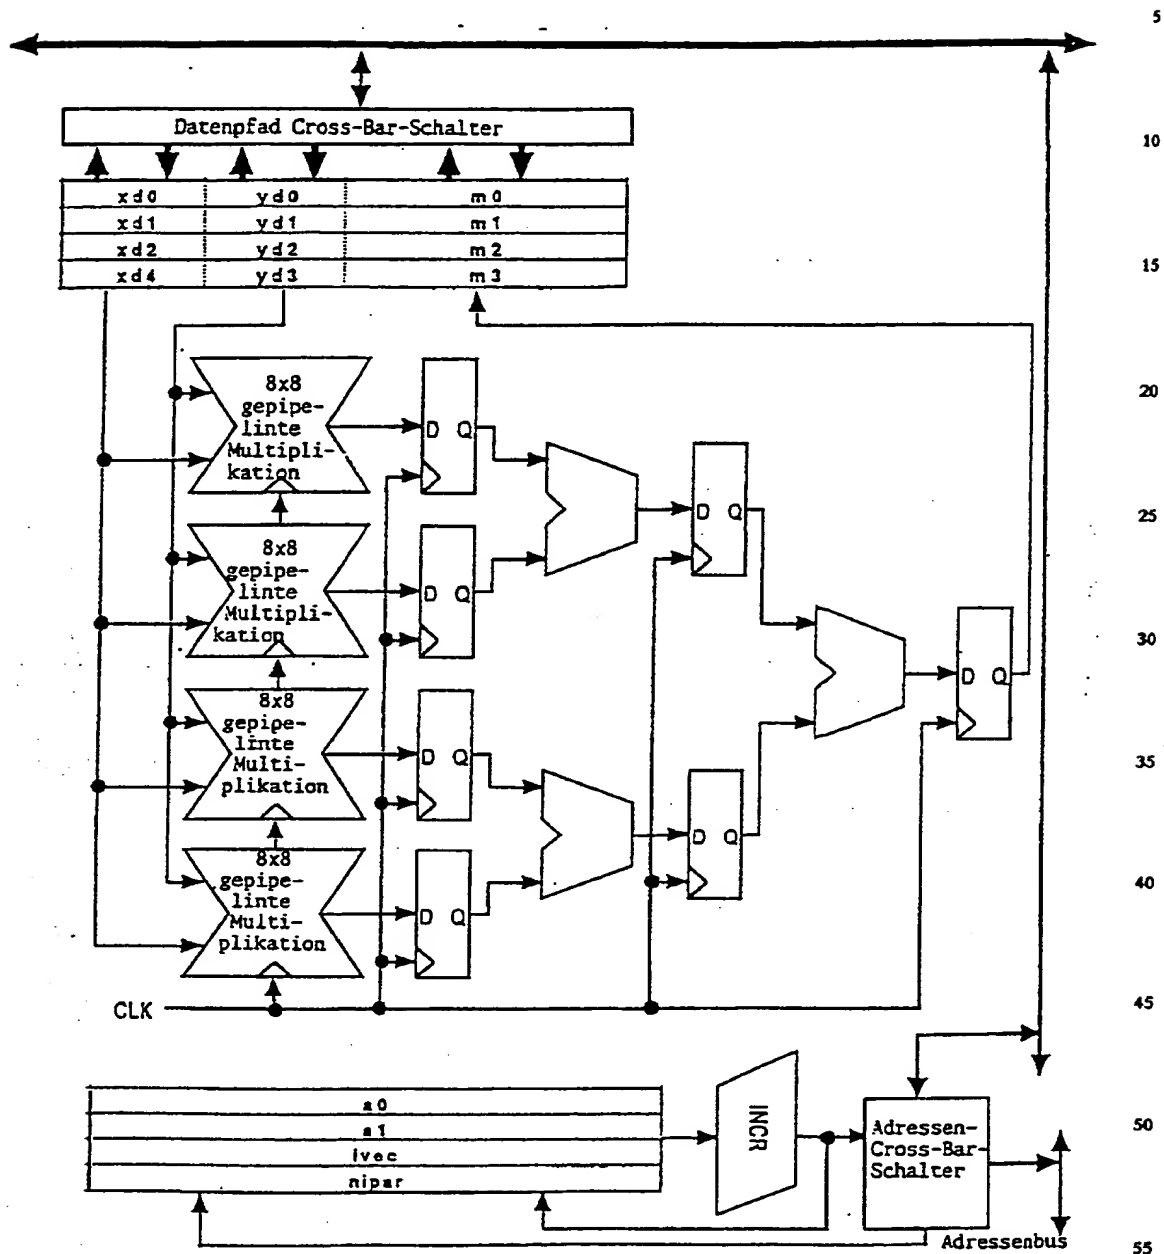 5
Datenpfad Cross-Bar-Schalter
10
xd0 yd0 m0
xd1 yd1 m1
xd2 yd2 m2
15
xd4 yd3 m3
8x8
gepipe-
linte
Multipli-
kation
20
D Q
D Q
25
8x8
gepipe-
linte
Multipli-
kation
D Q
30
D Q
8x8
gepipe-
linte
Multi-
plikation
D Q
35
D Q
8x8
gepipe-
linte
Multi-
plikation
40
D Q
CLK
45
a0
a1
ivec
nipar
INCR
Adressen-
Cross-Bar-
Schalter
50
Adressenbus
55